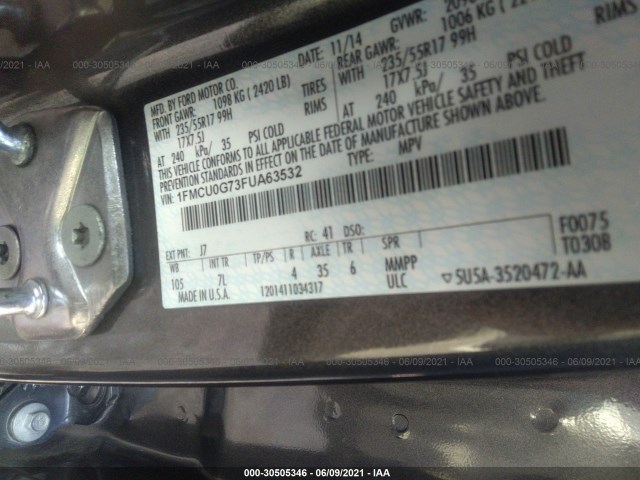 MFD. BY FORD MOTOR CO.
DATE: 11/14 GVWR:
FRONT GAWR: 1098 KG ( 2420 LB)
REAR GAWR: 1006 KG (
WITH 235/55R17 99H TIRES
WITH 235/55R17 99H
17X7.5J RIMS
17X7.5J RIMS
AT 240 kPa/ 35 PSI COLD
AT 240 kPa/ 35 PSI COLD
THIS VEHICLE CONFORMS TO ALL APPLICABLE FEDERAL MOTOR VEHICLE SAFETY AND THEFT
PREVENTION STANDARDS IN EFFECT ON THE DATE OF MANUFACTURE SHOWN ABOVE.
VIN: 1FMCU0G73FUA63532
TYPE: MPV
EXT PNT: J7 RC: 41 DSO:
WB INT TR TP/PS R AXLE TR SPR
105 7L 4 35 6 MMPP
MADE IN U.S.A. 1201411034317 ULC
F0075
T0308
▽5U5A-3520472-AA
000-30505346 - 06/09/2021 - IAA
000-30505346 - 06/09/2021 - IAA
000-30505346 - 06/09/2021 - IAA